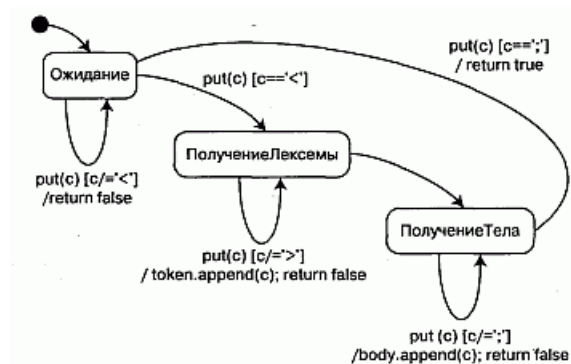 put(c) [c==';']
/ return true
Ожидание
put(c) [c=='<']
ПолучениеЛексемы
put(c) [c/='<']
/return false
ПолучениеТела
put(c) [c/='>']
/ token.append(c); return false
put (c) [c/=';']
/body.append(c); return false